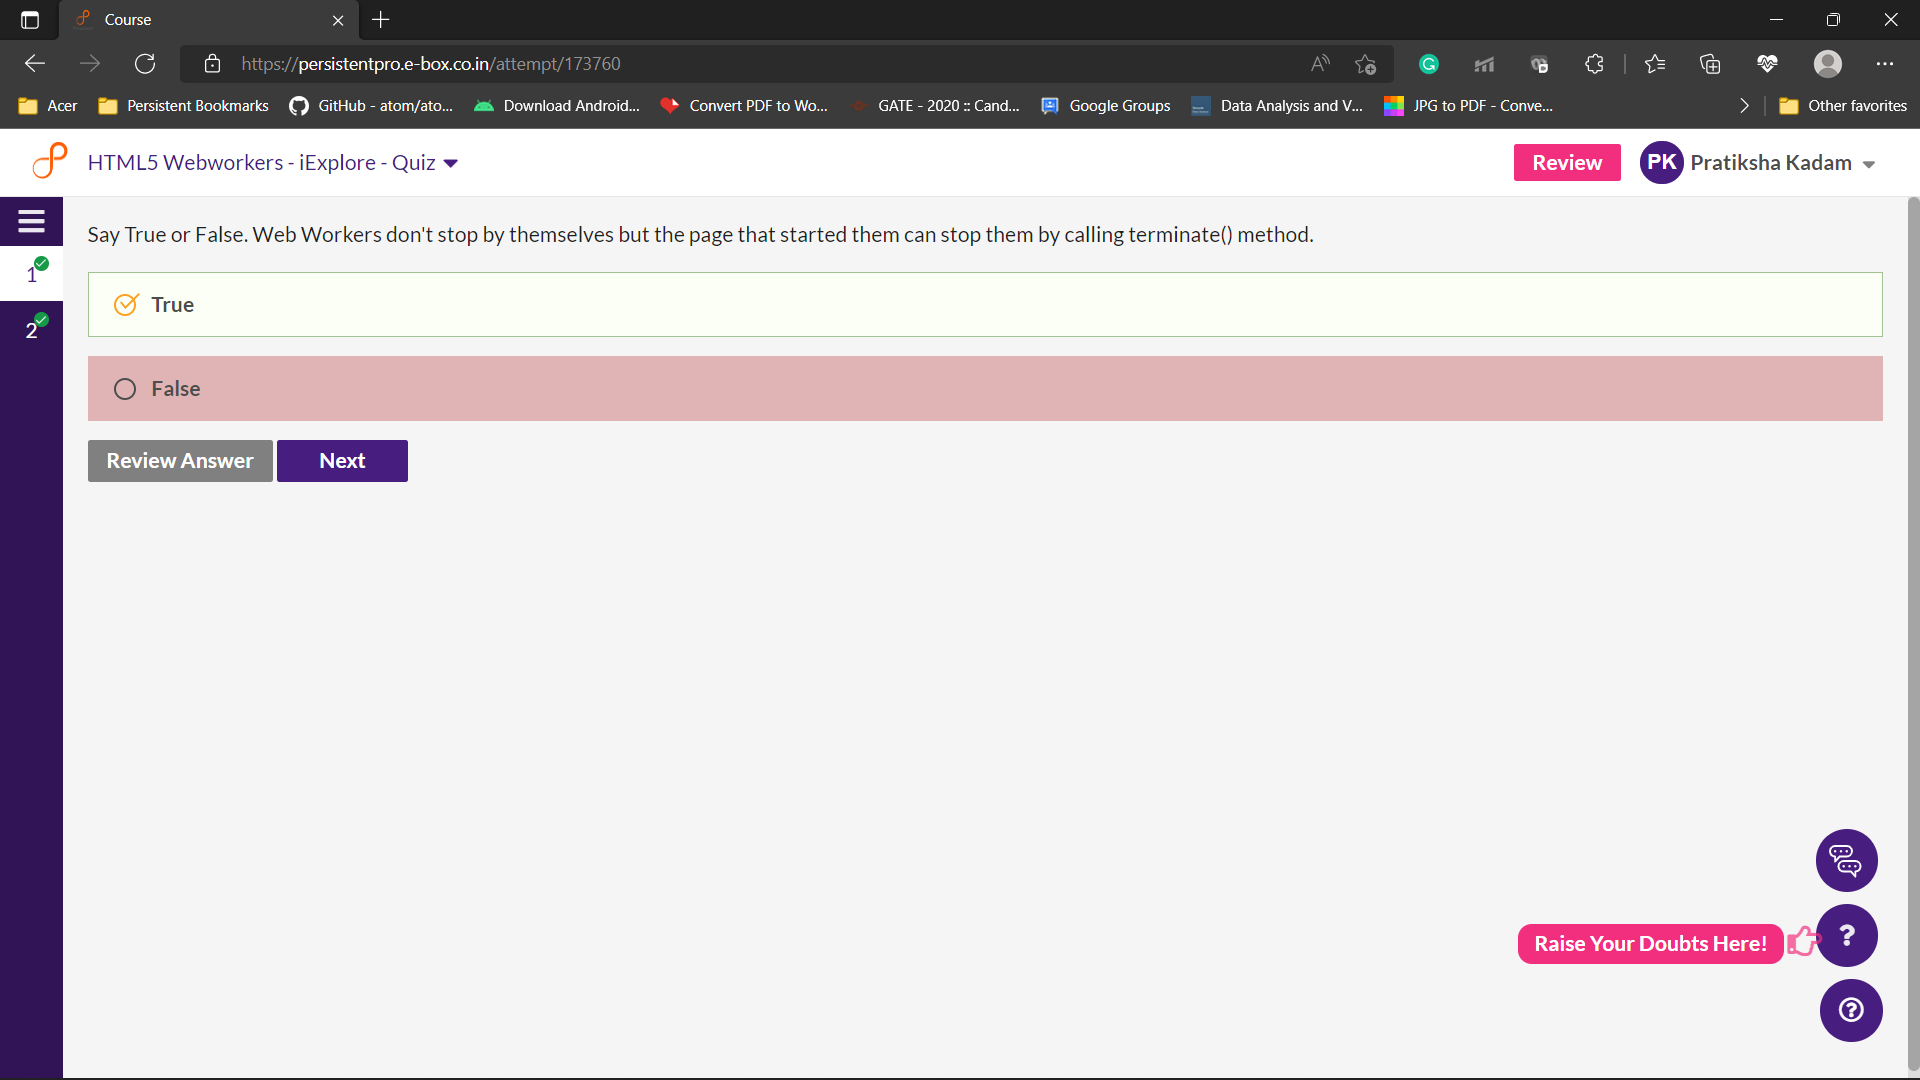 Course
https://persistentpro.e-box.co.in/attempt/173760
Acer
Persistent Bookmarks
GitHub - atom/ato...
Download Android...
Convert PDF to Wo...
GATE - 2020 :: Cand...
Google Groups
Data Analysis and V...
JPG to PDF - Conve...
Other favorites
HTML5 Webworkers - iExplore - Quiz
Review
PK
Pratiksha Kadam
1
2
Say True or False. Web Workers don't stop by themselves but the page that started them can stop them by calling terminate() method.
True
False
Review Answer
Next
Raise Your Doubts Here!
?
?